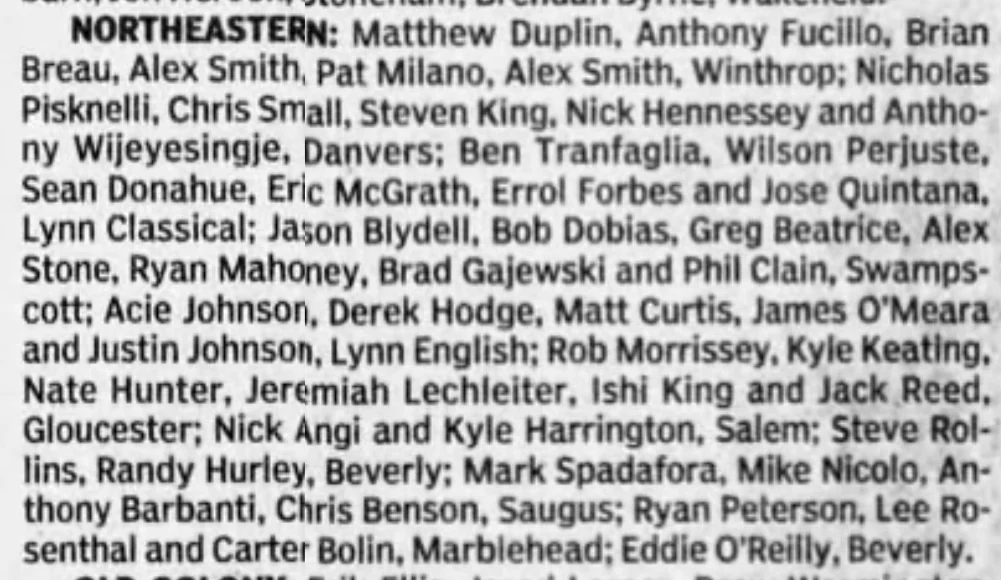 NORTHEASTERN: Matthew Duplin, Anthony Fucillo, Brian
Breau, Alex Smith, Pat Milano, Alex Smith, Winthrop; Nicholas
Pisknelli, Chris Small, Steven King, Nick Hennessey and Antho-
ny Wijeyesingje, Danvers; Ben Tranfaglia, Wilson Perjuste,
Sean Donahue, Eric McGrath, Errol Forbes and Jose Quintana,
Lynn Classical; Jason Blydell, Bob Dobias, Greg Beatrice, Alex
Stone, Ryan Mahoney, Brad Gajewski and Phil Clain, Swamps-
cott; Acie Johnson, Derek Hodge, Matt Curtis, James O'Meara
and Justin Johnson, Lynn English; Rob Morrissey, Kyle Keating,
Nate Hunter, Jeremiah Lechleiter, Ishi King and Jack Reed,
Gloucester; Nick Angi and Kyle Harrington, Salem; Steve Rol-
lins, Randy Hurley, Beverly; Mark Spadafora, Mike Nicolo, An-
thony Barbanti, Chris Benson, Saugus; Ryan Peterson, Lee Ro-
senthal and Carter Bolin, Marblehead; Eddie O'Reilly, Beverly.